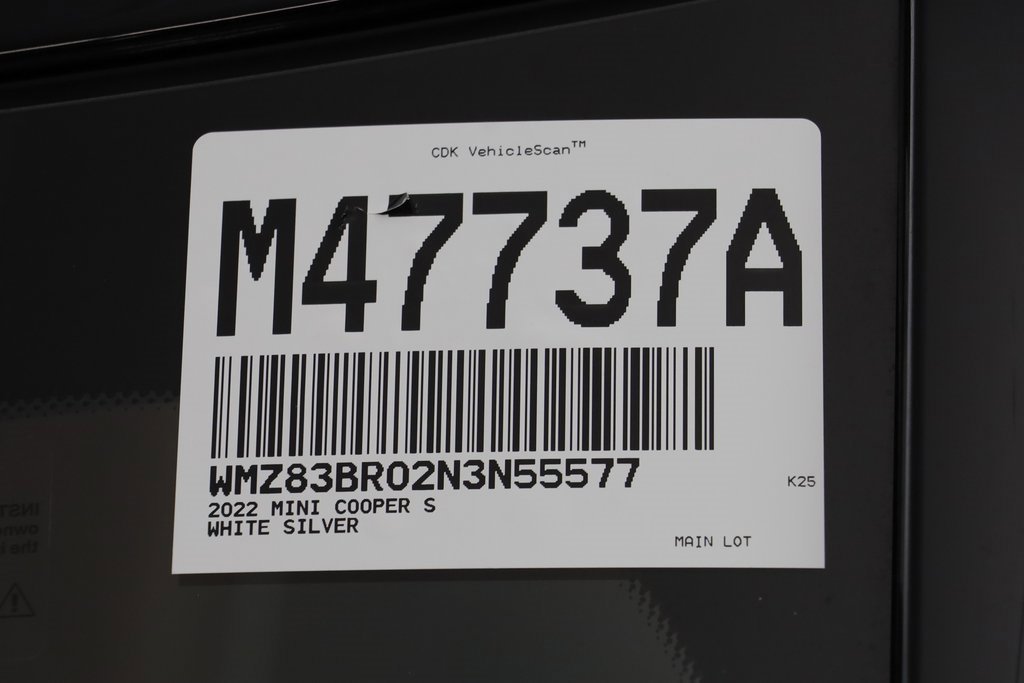 CDK VehicleScan™
M47737A
WMZ83BR02N3N55577
2022 MINI COOPER S
WHITE SILVER
K25
MAIN LOT